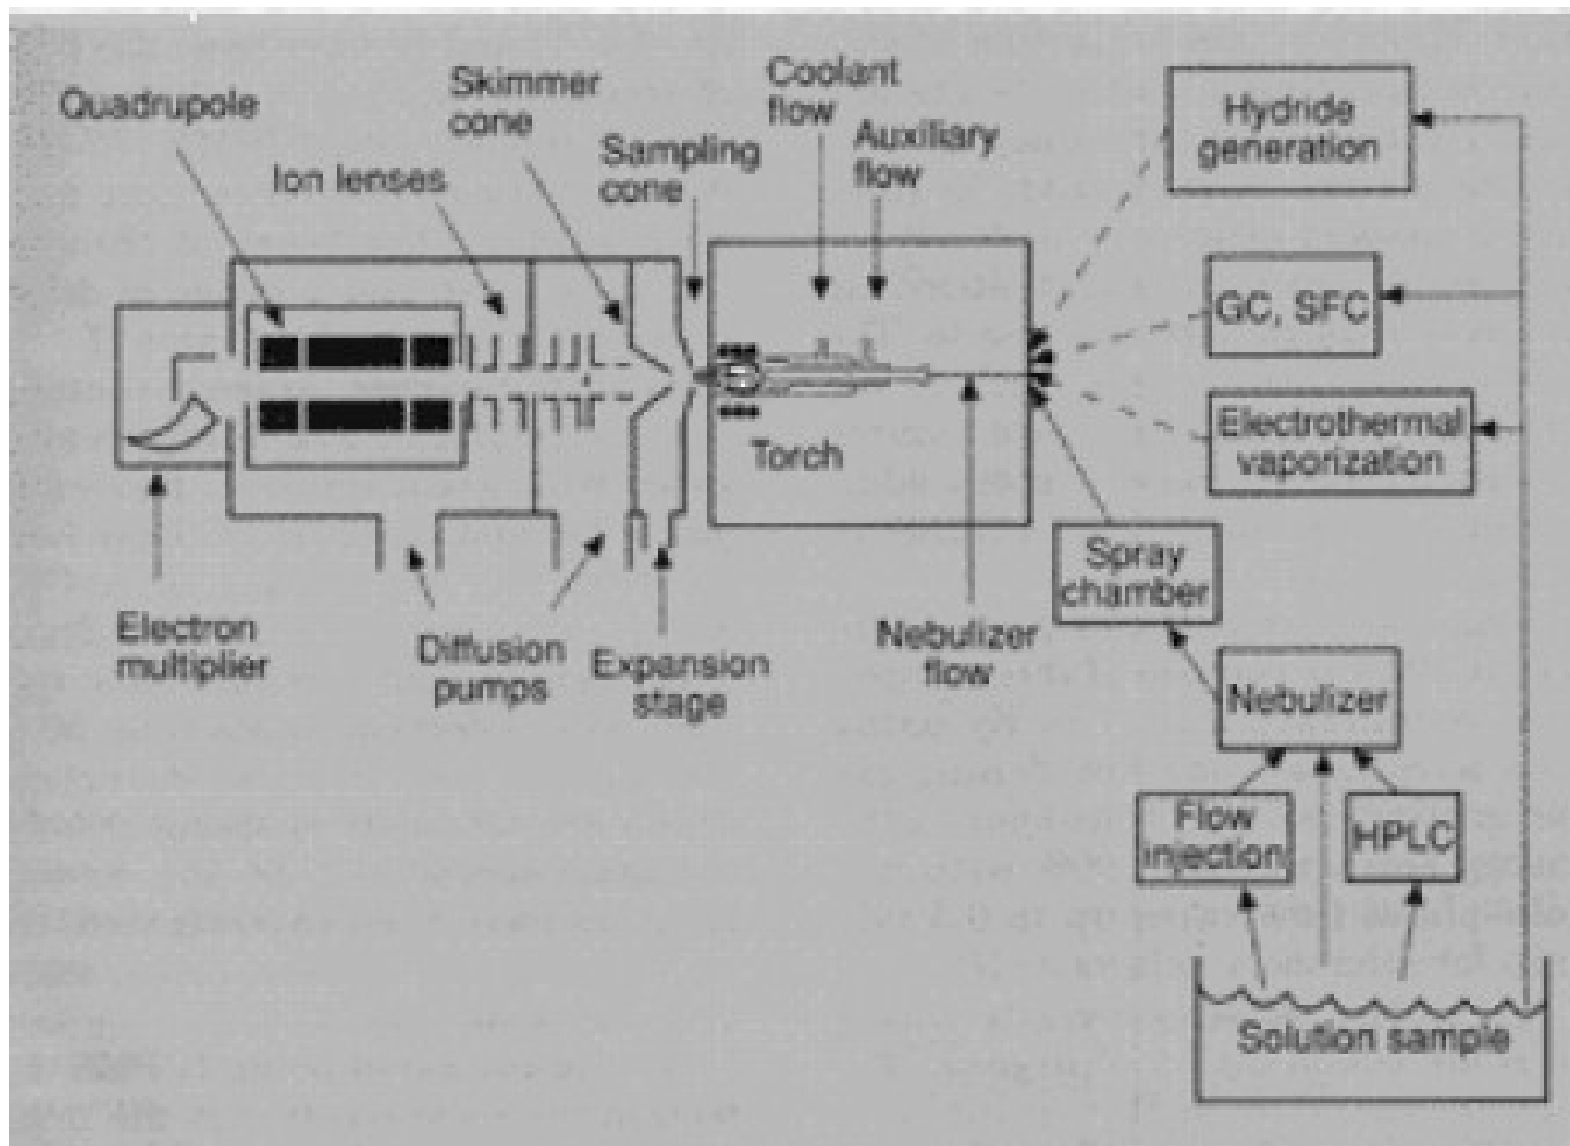 Quadrupole
Skimmer
cone
Ion lenses
Sampling
cone
Coolant
flow
Auxiliary
flow
Hydride
generation
GC, SFC
Electrothermal
vaporization
Torch
Spray
chamber
Electron
multiplier
Diffusion
pumps
Expansion
stage
Nebulizer
flow
Nebulizer
Flow
injection
HPLC
Solution sample